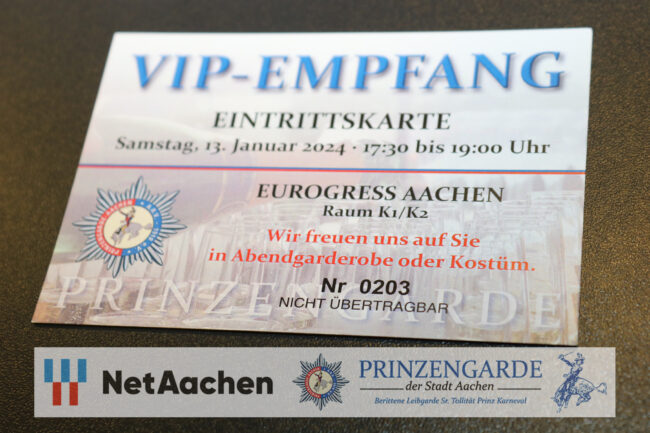 VIP-EMPFANG
EINTRITTSKARTE
Samstag, 13. Januar 2024 · 17:30 bis 19:00 Uhr
EUROGRESS AACHEN
Raum K1/K2
Wir freuen uns auf Sie
in Abendgarderobe oder Kostüm.
Nr 0203
NICHT ÜBERTRAGBAR
PRINZENGARDE
NetAachen
PRINZENGARDE
der Stadt Aachen
Berittene Leibgarde Sr. Tollität Prinz Karneval